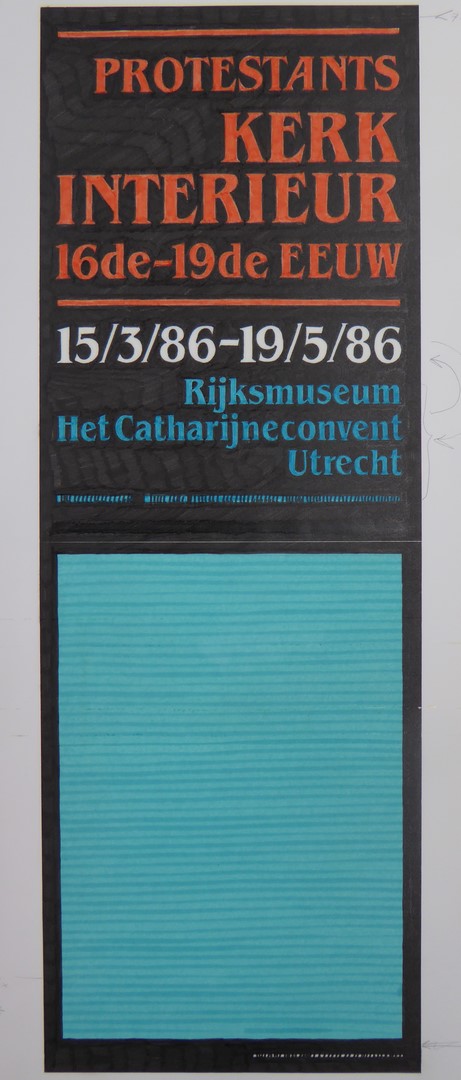 PROTESTANTS
KERK
INTERIEUR
16de-19de EEUW
15/3/86-19/5/86
Rijksmuseum
Het Catharijneconvent
Utrecht